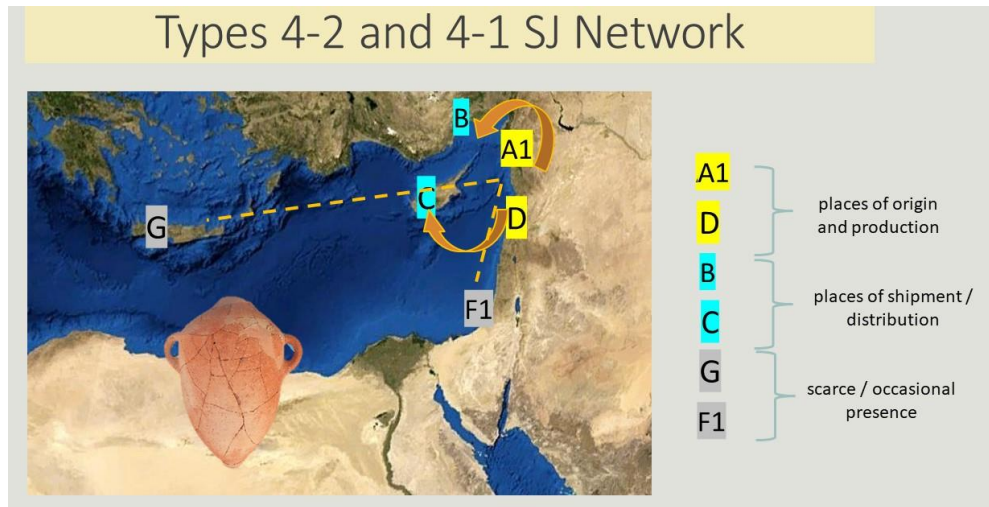 Types 4-2 and 4-1 SJ Network
B
A1
C
D
G
F1
A1
D
places of origin
and production
B
C
places of shipment /
distribution
G
F1
scarce / occasional
presence